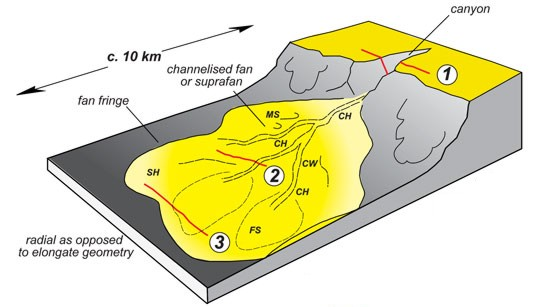 canyon
c. 10 km
1
channelised fan
or suprafan
fan fringe
MS
CH
CH
SH
CW
2
CH
FS
3
radial as opposed
to elongate geometry